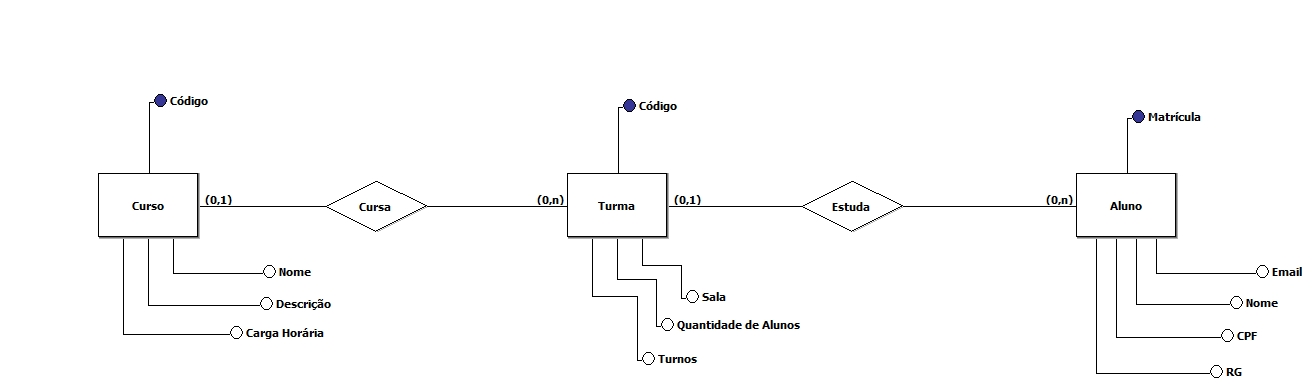 Código
Código
Matrícula
Curso
(0,1)
Cursa
(0,n)
Turma
(0,1)
Estuda
(0,n)
Aluno
Nome
Descrição
Carga Horária
Sala
Quantidade de Alunos
Turnos
Email
Nome
CPF
RG